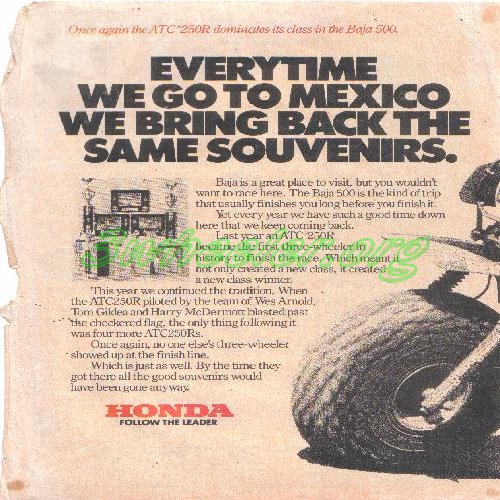 Once again the ATC®250R dominates its class in the Baja 500.
EVERYTIME
WE GO TO MEXICO
WE BRING BACK THE
SAME SOUVENIRS.
Baja is a great place to visit, but you wouldn't
want to race here. The Baja 500 is the kind of trip
that usually finishes you long before you finish it.
Yet every year we have such a good time down
here that we keep coming back.
Last year an ATC 250R
became the first three-wheeler in
history to finish the race. Which meant it
not only created a new class, it created
a new class winner.
This year we continued the tradition. When
the ATC250R piloted by the team of Wes Arnold,
Tom Gildea and Harry McDermott blasted past
the checkered flag, the only thing following it
was four more ATC250Rs.
Once again, no one else's three-wheeler
showed up at the finish line.
Which is just as well. By the time they
got there all the good souvenirs would
have been gone anyway.
HONDA
FOLLOW THE LEADER